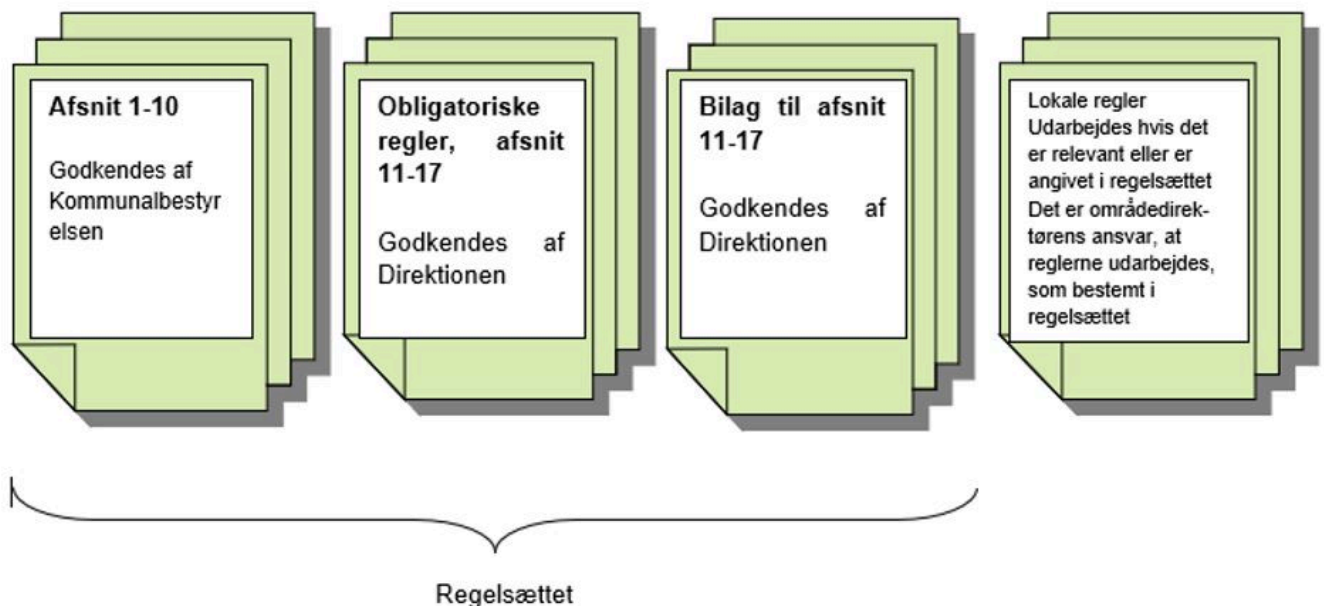 Afsnit 1-10
Godkendes af
Kommunalbestyr
elsen
Obligatoriske
regler, afsnit
11-17
Godkendes af
Direktionen
Bilag til afsnit
11-17
Godkendes af
Direktionen
Lokale regler
Udarbejdes hvis det
er relevant eller er
angivet i regelsættet
Det er områdedirek-
tørens ansvar, at
reglerne udarbejdes,
som bestemt i
regelsættet
Regelsættet